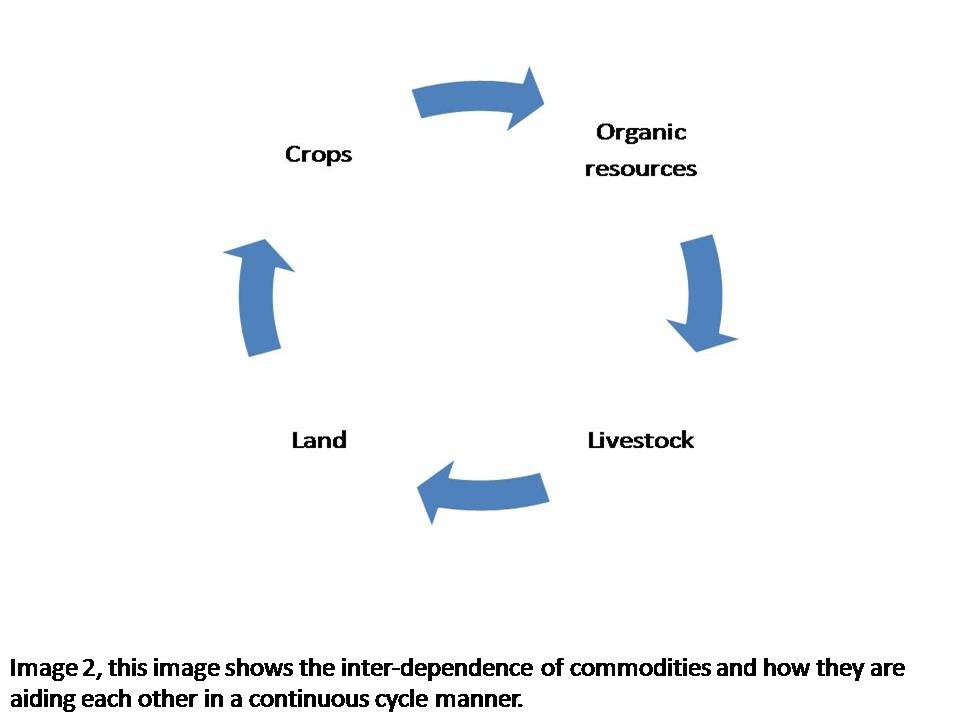 Crops
Organic
resources
Land
Livestock
Image 2, this image shows the inter-dependence of commodities and how they are
aiding each other in a continuous cycle manner.